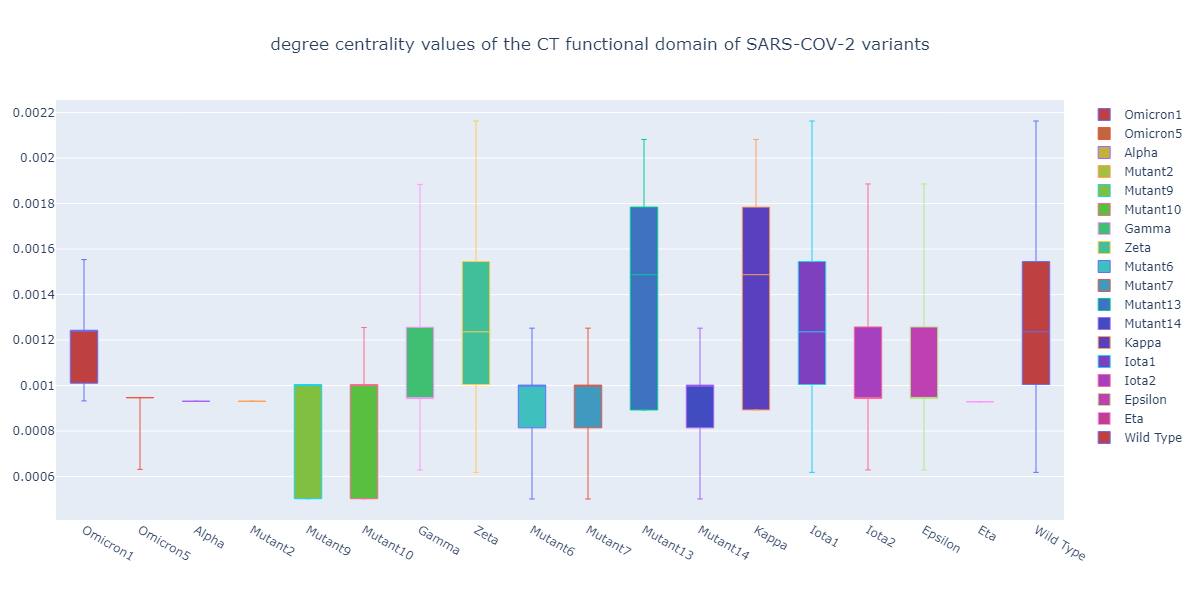 degree centrality values of the CT functional domain of SARS-COV-2 variants
0.0022
0.002
0.0018
0.0016
0.0014
0.0012
0.001
0.0008
0.0006
Omicron1
Omicron5
Alpha
Mutant2
Mutant9
Mutant10
Gamma
Zeta
Mutant6
Mutant7
Mutant13
Mutant14
Kappa
Iota1
Iota2
Epsilon
Eta
Wild Type
Omicron1
Omicron5
Alpha
Mutant2
Mutant9
Mutant10
Gamma
Zeta
Mutant6
Mutant7
Mutant13
Mutant14
Kappa
Iota1
Iota2
Epsilon
Eta
Wild Type